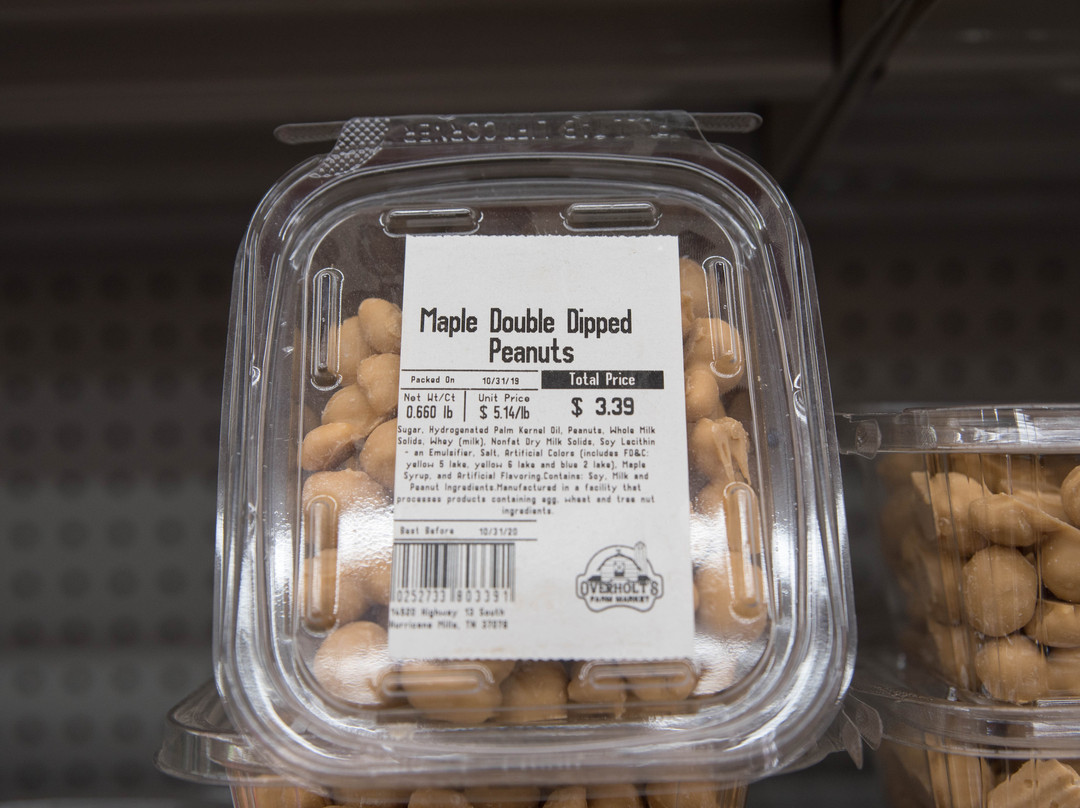 Maple Double Dipped
Peanuts
Packed On 10/31/19
Total Price
Net Wt/Ct Unit Price
0.660 lb $ 5.14/lb
$ 3.39
Sugar, Hydrogenated Palm Kernel Oil, Peanuts, Whole Milk
Solids, Whey (milk), Nonfat Dry Milk Solids, Soy Lecithin
- an Emulsifier, Salt, Artificial Colors (includes FD&C:
yellow 5 lake, yellow 6 lake and blue 2 lake), Maple
Syrup, and Artificial Flavoring.Contains: Soy, Milk and
Peanut Ingredients.Manufactured in a facility that
processes products containing egg, wheat and tree nut
ingredients.
Best Before 10/31/20
0252733 803391
14520 Highway 13 South
Hurricane Mills, TN 37078
OVERHOLT'S
FARM MARKET